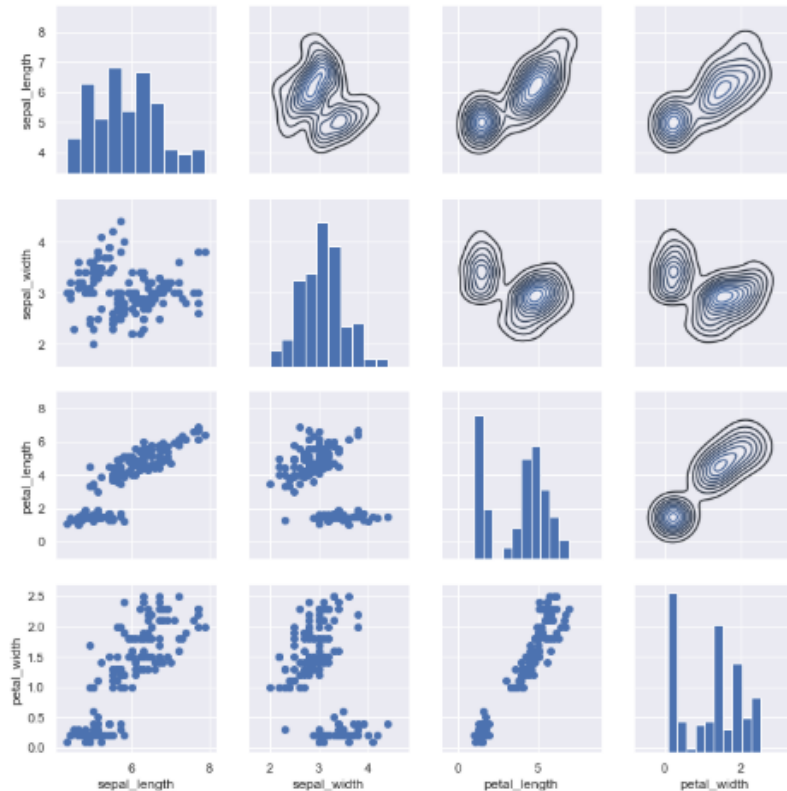 sepal_length
8
7
6
5
4
sepal_width
4
3
2
petal_length
8
6
4
2
0
petal_width
2.5
2.0
1.5
1.0
0.5
0.0
6 8
2 3 4
0 5
0 2
sepal_length
sepal_width
petal_length
petal_width